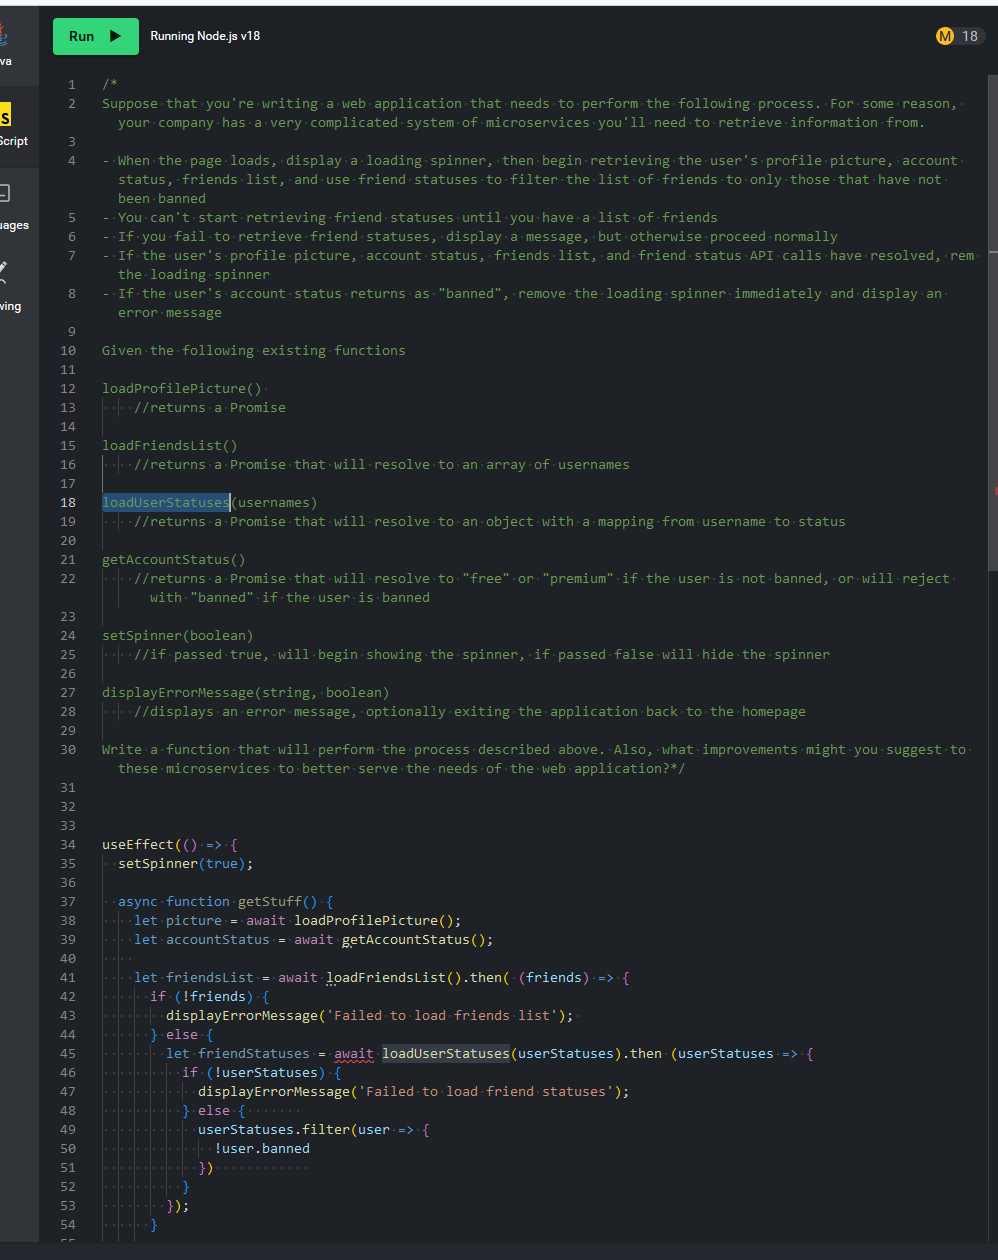 Run
Running Node.js v18
M 18
va
S
Script
uages
wing
1 /*
2 Suppose that you're writing a web application that needs to perform the following process. For some reason,
your company has a very complicated system of microservices you'll need to retrieve information from.
3
4 - When the page loads, display a loading spinner, then begin retrieving the user's profile picture, account
status, friends list, and use friend statuses to filter the list of friends to only those that have not
been banned
5 - You can't start retrieving friend statuses until you have a list of friends
6 - If you fail to retrieve friend statuses, display a message, but otherwise proceed normally
7 - If the user's profile picture, account status, friends list, and friend status API calls have resolved, rem
the loading spinner
8 - If the user's account status returns as "banned", remove the loading spinner immediately and display an
error message
9
10 Given the following existing functions
11
12 loadProfilePicture()
13 //returns a Promise
14
15 loadFriendsList()
16 //returns a Promise that will resolve to an array of usernames
17
18 loadUserStatuses(usernames)
19 //returns a Promise that will resolve to an object with a mapping from username to status
20
21 getAccountStatus()
22 //returns a Promise that will resolve to "free" or "premium" if the user is not banned, or will reject
with "banned" if the user is banned
23
24 setSpinner(boolean)
25 //if passed true, will begin showing the spinner, if passed false will hide the spinner
26
27 displayErrorMessage(string, boolean)
28 //displays an error message, optionally exiting the application back to the homepage
29
30 Write a function that will perform the process described above. Also, what improvements might you suggest to
these microservices to better serve the needs of the web application?*/
31
32
33
34 useEffect(() => {
35 setSpinner(true);
36
37 async function getStuff() {
38 let picture = await loadProfilePicture();
39 let accountStatus = await getAccountStatus();
40
41 let friendsList = await loadFriendsList().then( (friends) => {
42 if (!friends) {
43 displayErrorMessage('Failed to load friends list');
44 } else {
45 let friendStatuses = await loadUserStatuses(userStatuses).then (userStatuses => {
46 if (!userStatuses) {
47 displayErrorMessage('Failed to load friend statuses');
48 } else {
49 userStatuses.filter(user => {
50 !user.banned
51 })
52 }
53 });
54 }